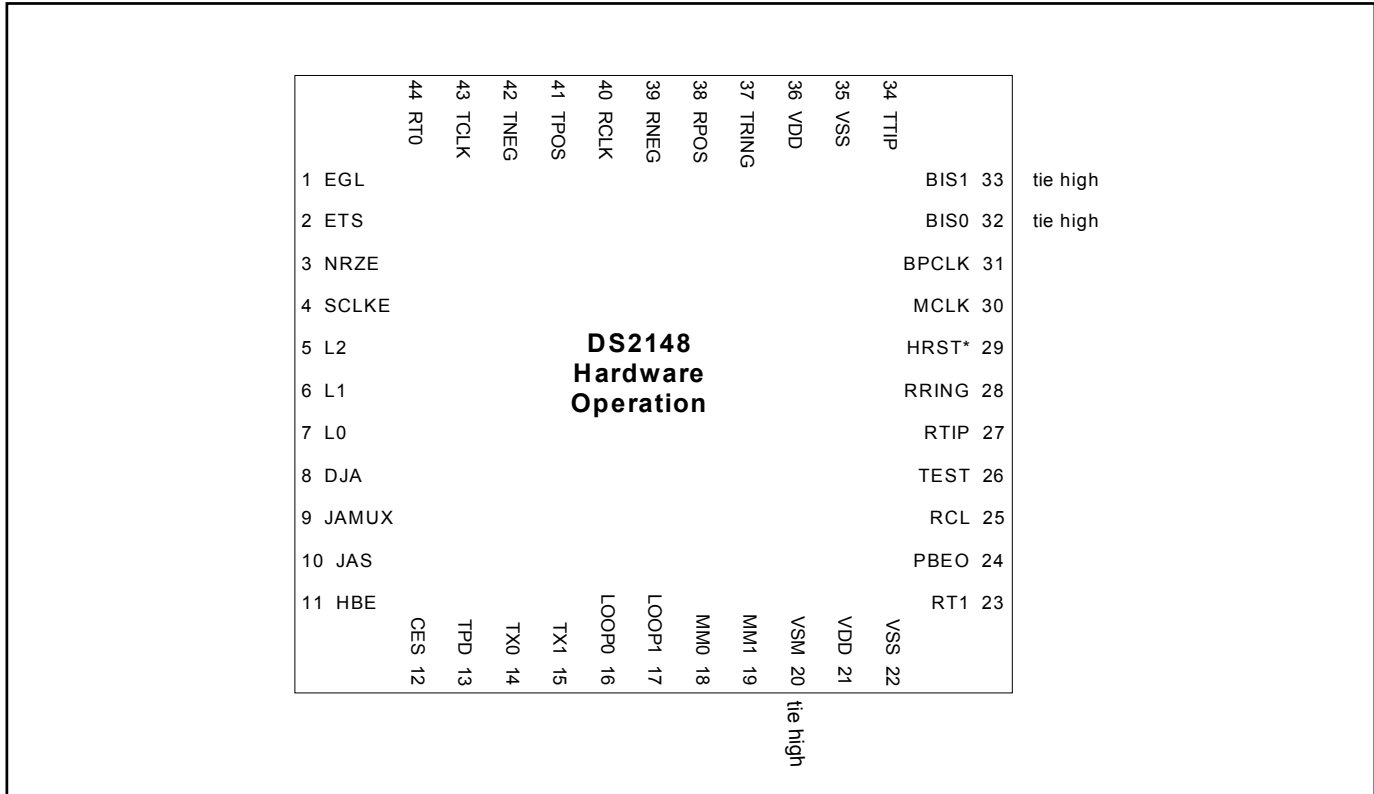 44 RT0
43 TCLK
42 TNEG
41 TPOS
40 RCLK
39 RNEG
38 RPOS
37 TRING
36 VDD
35 VSS
34 TTIP
1 EGL
2 ETS
3 NRZE
4 SCLKE
5 L2
6 L1
7 L0
8 DJA
9 JAMUX
10 JAS
11 HBE
DS2148
Hardware
Operation
BIS1 33 tie high
BIS0 32 tie high
BPCLK 31
MCLK 30
HRST* 29
RRING 28
RTIP 27
TEST 26
RCL 25
PBEO 24
RT1 23
CES 12
TPD 13
TX0 14
TX1 15
LOOP0 16
LOOP1 17
MM0 18
MM1 19
VSM 20 tie high
VDD 21
VSS 22